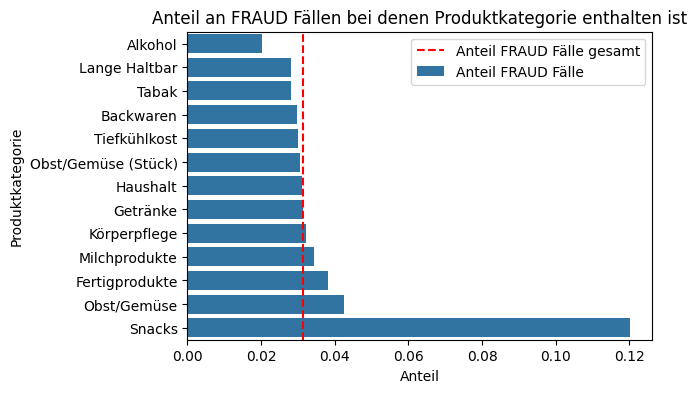 Anteil an FRAUD Fällen bei denen Produktkategorie enthalten ist
Anteil FRAUD Fälle gesamt
Anteil FRAUD Fälle
Produktkategorie
Alkohol
Lange Haltbar
Tabak
Backwaren
Tiefkühlkost
Obst/Gemüse (Stück)
Haushalt
Getränke
Körperpflege
Milchprodukte
Fertigprodukte
Obst/Gemüse
Snacks
0.00 0.02 0.04 0.06 0.08 0.10 0.12
Anteil